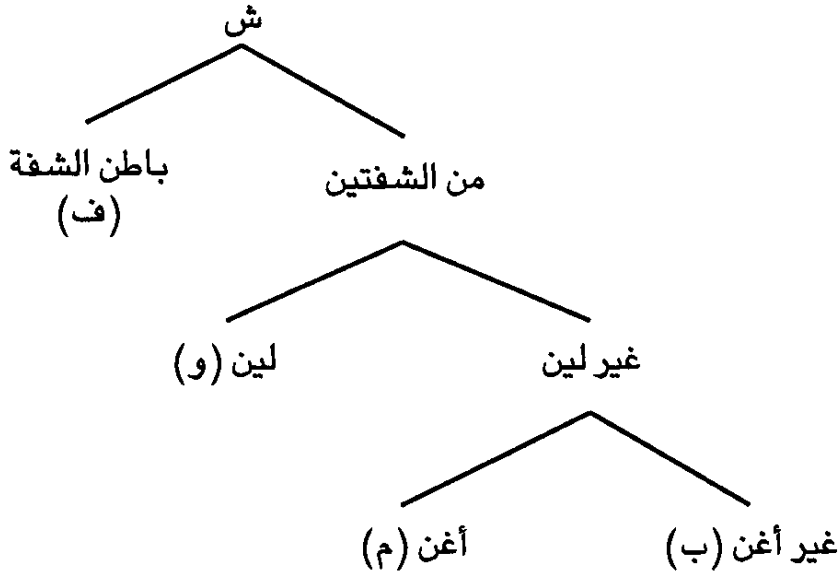 ش
من الشفتين
باطن الشفة
(ف)
غير لين
لين (و)
غير أغن (ب)
أغن (م)